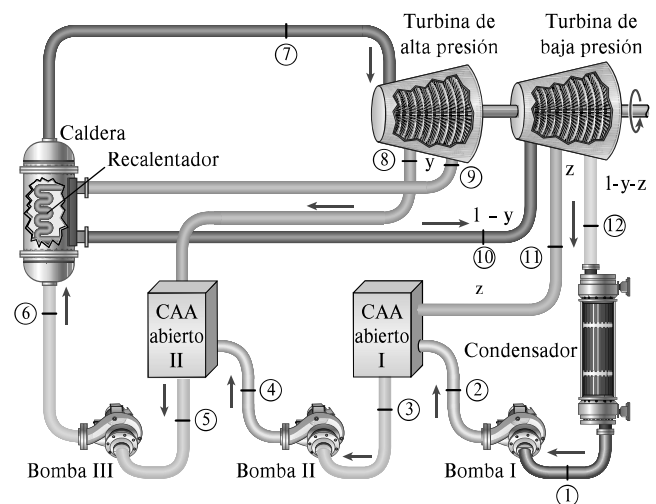 Turbina de
alta presión
Turbina de
baja presión
7
Caldera
Recalentador
8
y
9
z
1-y-z
1 - y
10
11
12
6
CAA
abierto
II
z
CAA
abierto
I
Condensador
5
4
3
2
Bomba III
Bomba II
Bomba I
1